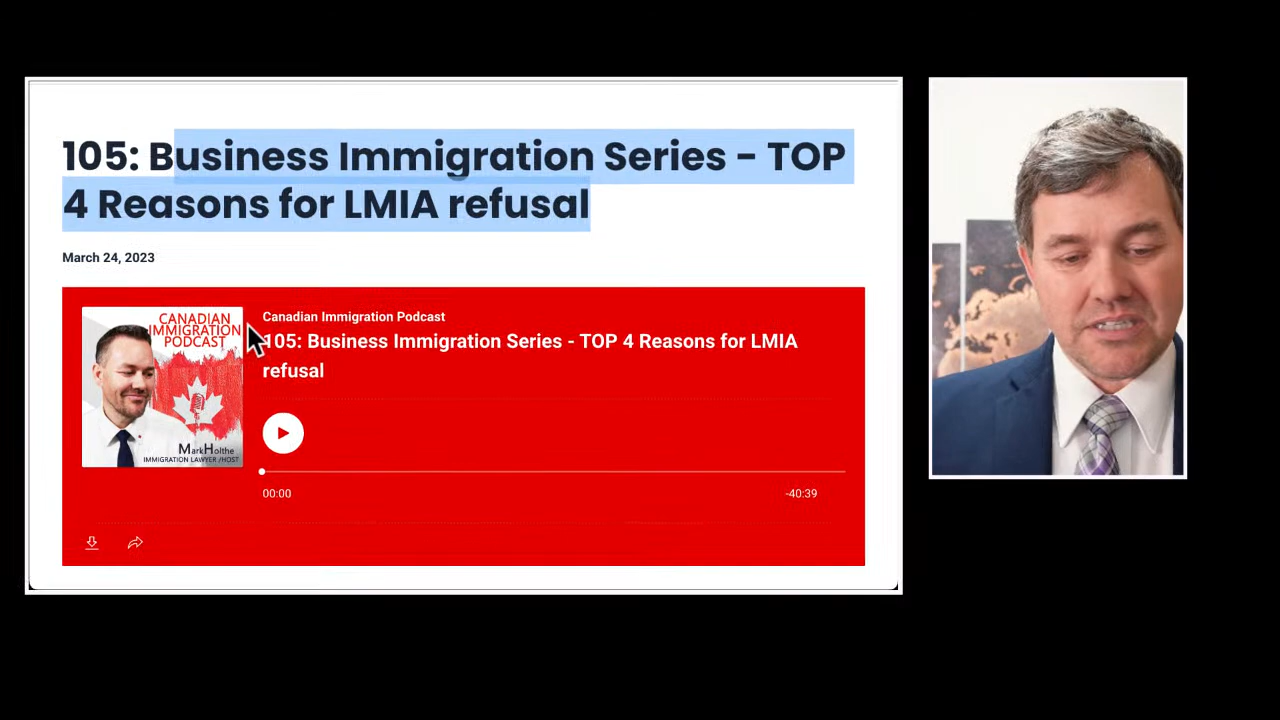 105: Business Immigration Series - TOP
4 Reasons for LMIA refusal
March 24, 2023
CANADIAN
IMMIGRATION
PODCAST
MarkHolthe
IMMIGRATION LAWYER /HOST
Canadian Immigration Podcast
105: Business Immigration Series - TOP 4 Reasons for LMIA
refusal
00:00
-40:39